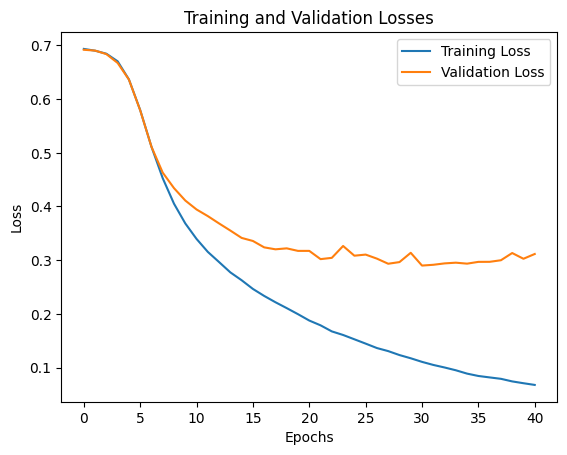 Training and Validation Losses
Training Loss
Validation Loss
Loss
0.7
0.6
0.5
0.4
0.3
0.2
0.1
0 5 10 15 20 25 30 35 40
Epochs